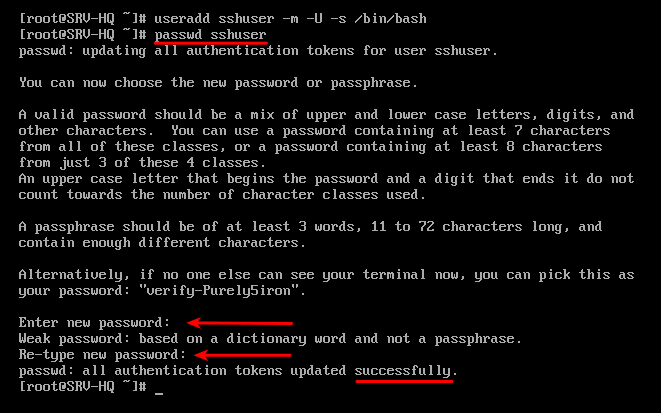 [root@SRV-HQ ~]# useradd sshuser -m -U -s /bin/bash
[root@SRV-HQ ~]# passwd sshuser
passwd: updating all authentication tokens for user sshuser.
You can now choose the new password or passphrase.
A valid password should be a mix of upper and lower case letters, digits, and
other characters.  You can use a password containing at least 7 characters
from all of these classes, or a password containing at least 8 characters
from just 3 of these 4 classes.
An upper case letter that begins the password and a digit that ends it do not
count towards the number of character classes used.
A passphrase should be of at least 3 words, 11 to 72 characters long, and
contain enough different characters.
Alternatively, if no one else can see your terminal now, you can pick this as
your password: "verify-Purely5iron".
Enter new password:
Weak password: based on a dictionary word and not a passphrase.
Re-type new password:
passwd: all authentication tokens updated successfully.
[root@SRV-HQ ~]# _